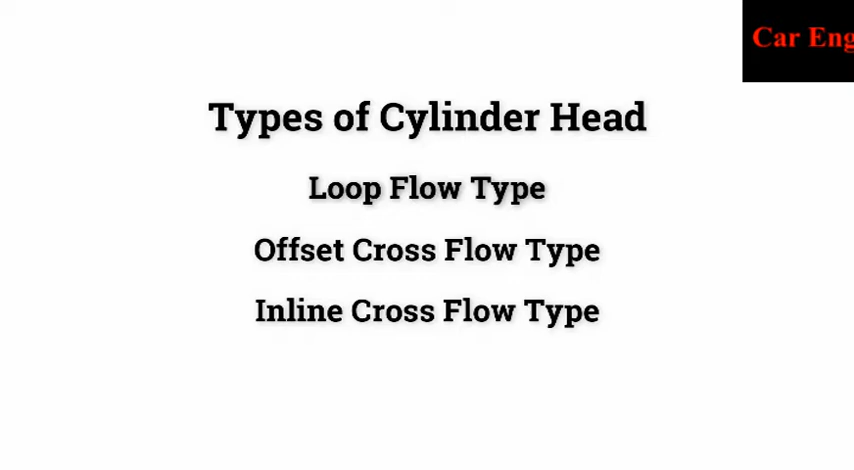 Car Eng
Types of Cylinder Head
Loop Flow Type
Offset Cross Flow Type
Inline Cross Flow Type